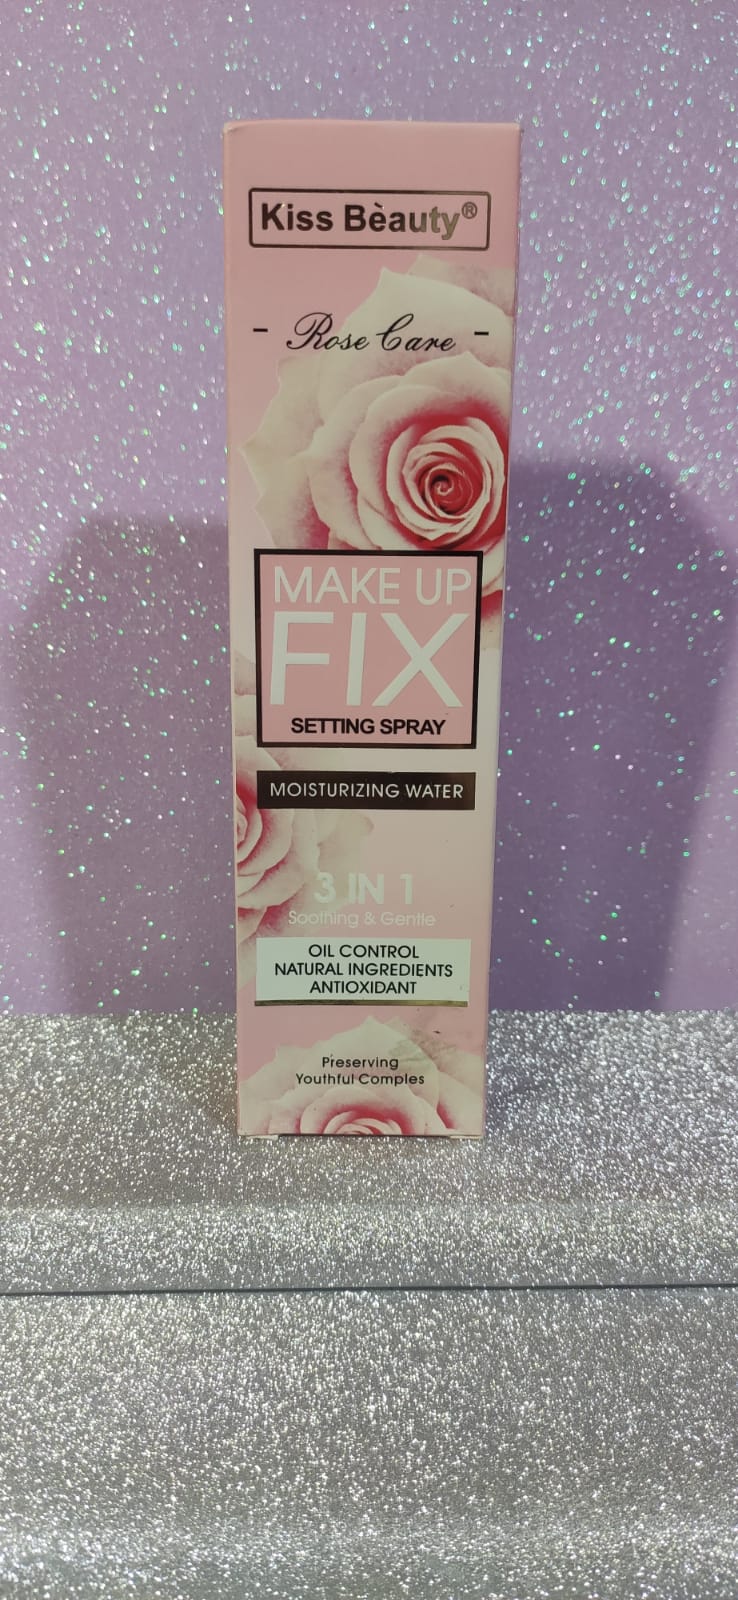 Kiss Bèauty®
- Rose Care -
MAKE UP
FIX
SETTING SPRAY
MOISTURIZING WATER
3 IN 1
Soothing & Gentle
OIL CONTROL
NATURAL INGREDIENTS
ANTIOXIDANT
Preserving
Youthful Comples